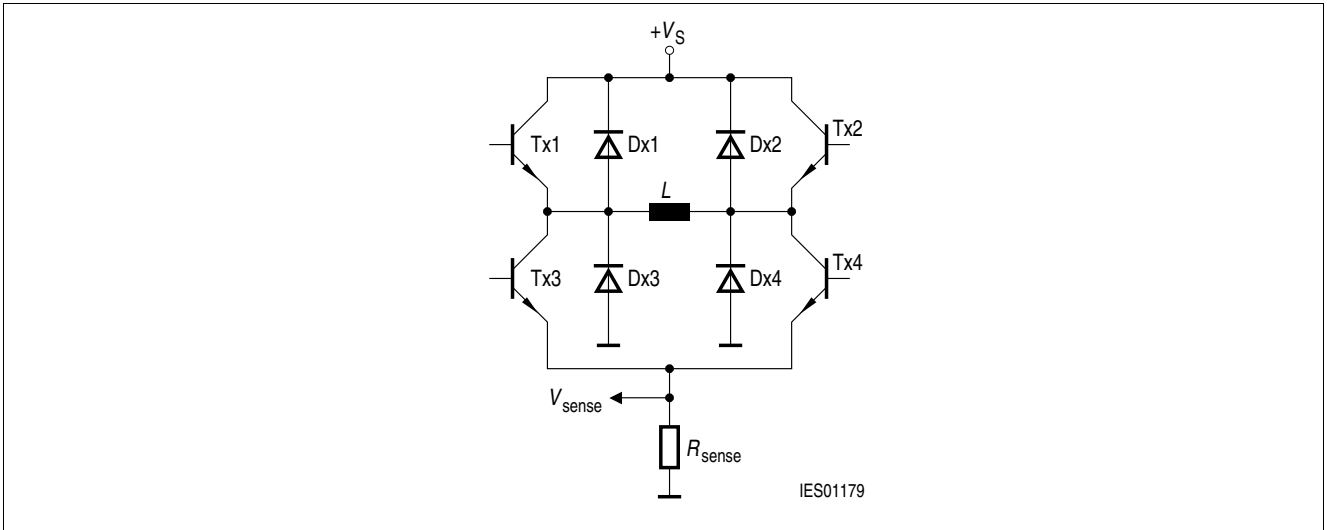 +VS
Tx1 Dx1 Dx2 Tx2
L
Tx3 Dx3 Dx4 Tx4
Vsense
Rsense
IES01179